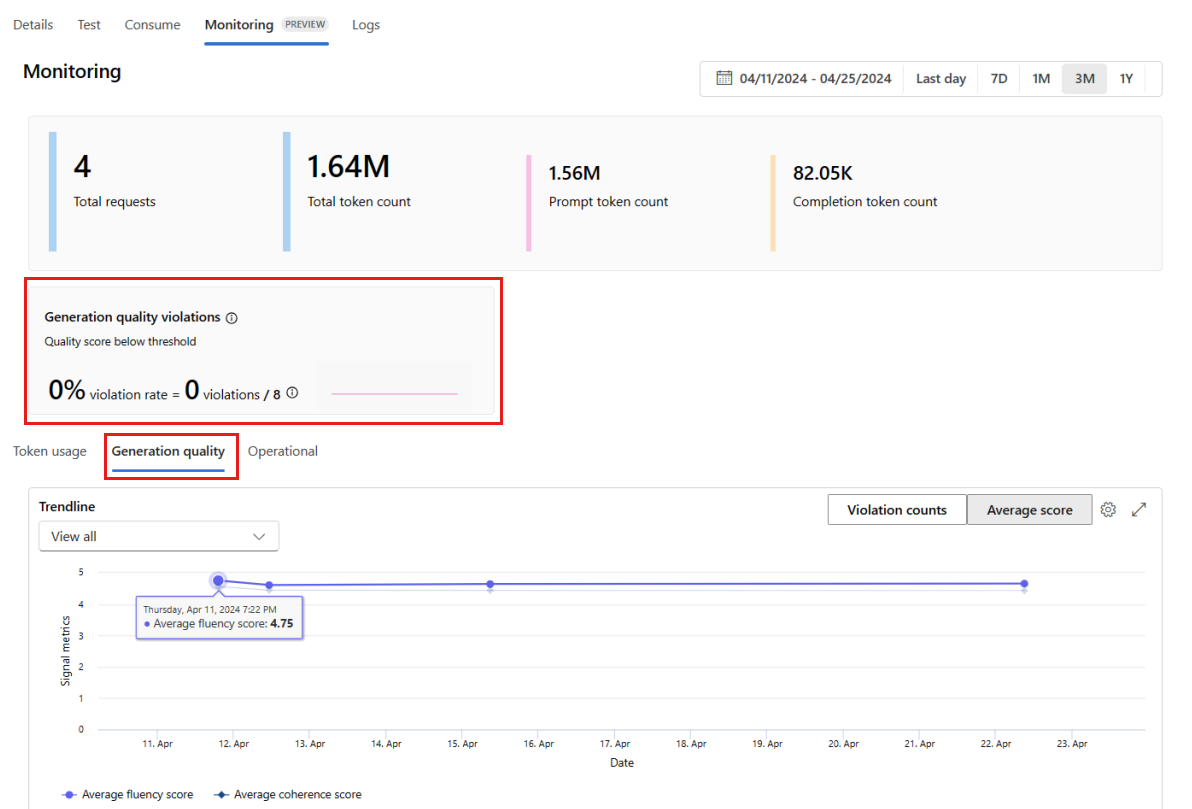 Details Test Consume Monitoring PREVIEW Logs
Monitoring
04/11/2024 - 04/25/2024 Last day 7D 1M 3M 1Y
4 1.64M 1.56M 82.05K
Total requests Total token count Prompt token count Completion token count
Generation quality violations
Quality score below threshold
0% violation rate = 0 violations / 8
Token usage Generation quality Operational
Trendline
Violation counts Average score
View all
5
4
3
2
1
0
Signal metrics
Thursday, Apr 11, 2024 7:22 PM
Average fluency score: 4.75
11. Apr 12. Apr 13. Apr 14. Apr 15. Apr 16. Apr 17. Apr 18. Apr 19. Apr 20. Apr 21. Apr 22. Apr 23. Apr
Date
Average fluency score Average coherence score